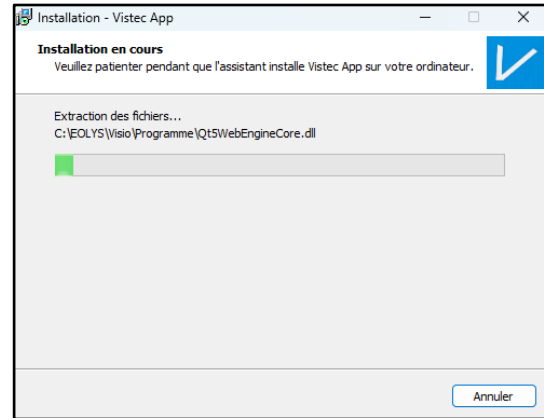 Installation - Vistec App
Installation en cours
Veuillez patienter pendant que l'assistant installe Vistec App sur votre ordinateur.
Extraction des fichiers...
C:\EOLYS\Visio\Programme\Qt5WebEngineCore.dll
Annuler